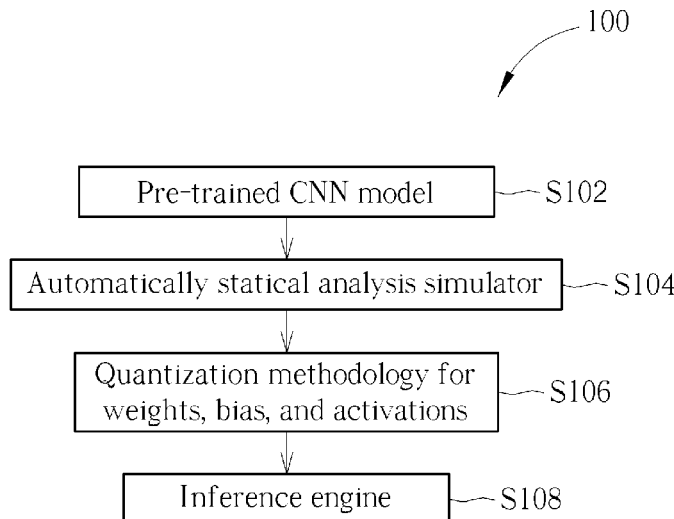 100
Pre-trained CNN model
S102
Automatically statical analysis simulator
S104
Quantization methodology for
weights, bias, and activations
S106
Inference engine
S108